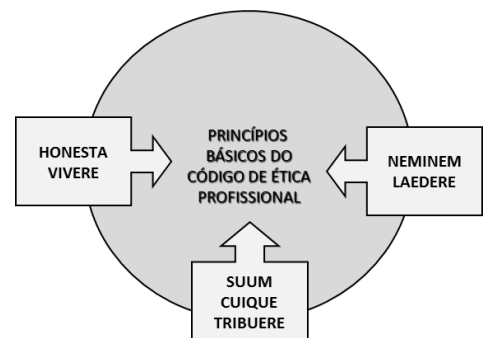 PRINCÍPIOS
BÁSICOS DO
CÓDIGO DE ÉTICA
PROFISSIONAL
HONESTA
VIVERE
NEMINEM
LAEDERE
SUUM
CUIQUE
TRIBUERE